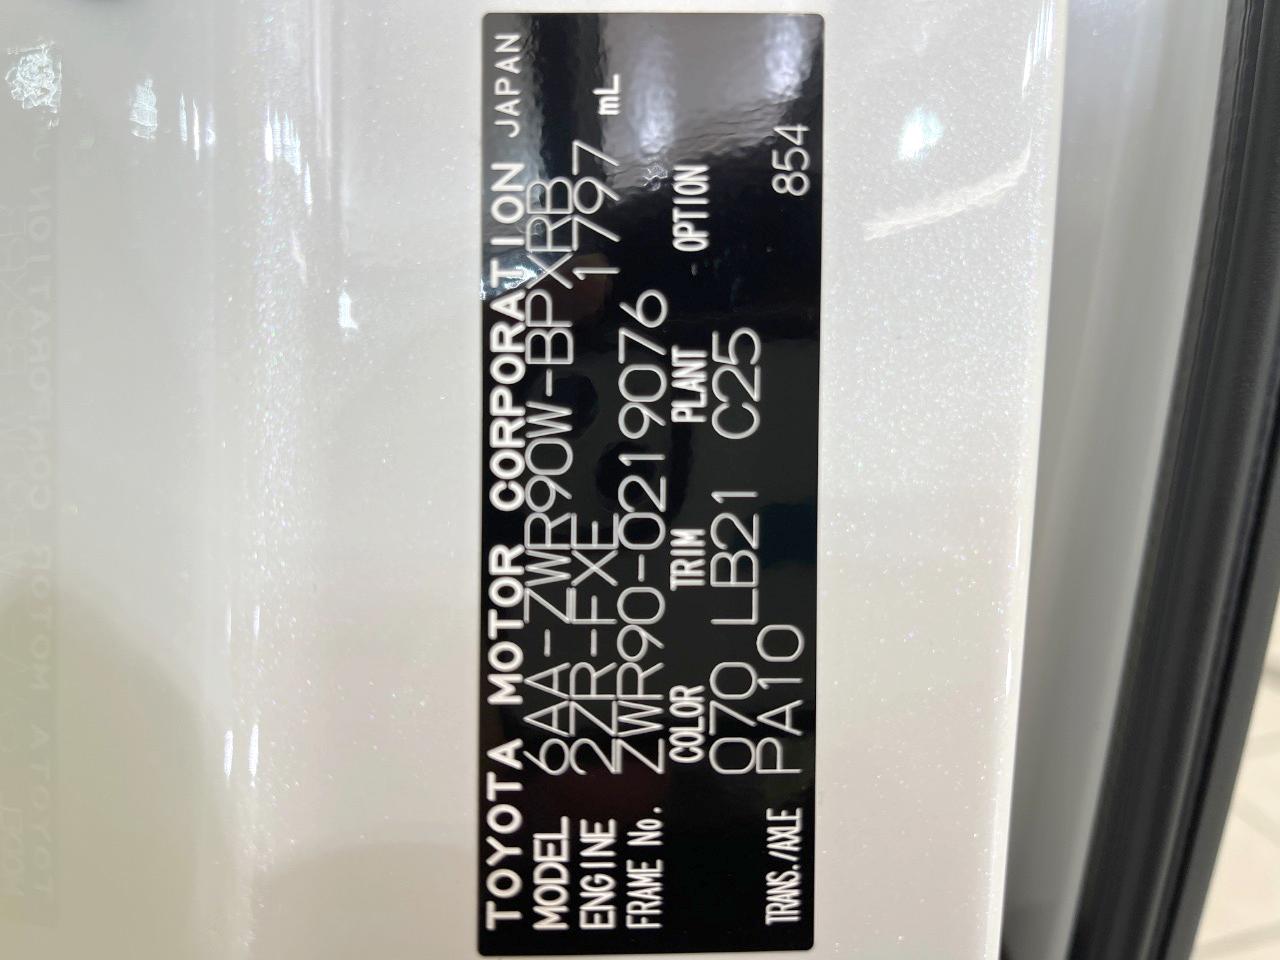 TOYOTA MOTOR CORPORATION JAPAN
MODEL 6AA-ZWR90W-BPXRB
ENGINE 2ZR-FXE 1797 mL
FRAME No. ZWR90-0219076
COLOR TRIM PLANT OPTION
070 LB21 C25
TRANS./AXLE PA10 854